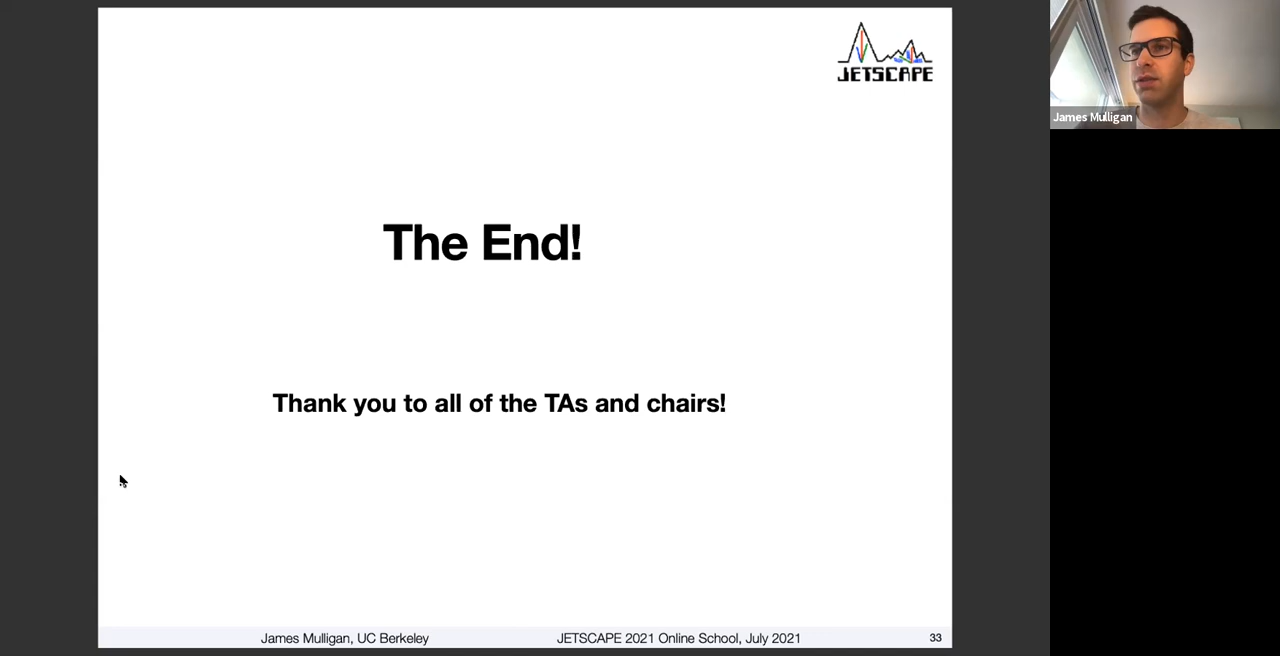 JETSCAPE
The End!
Thank you to all of the TAs and chairs!
James Mulligan, UC Berkeley
JETSCAPE 2021 Online School, July 2021
33
James Mulligan